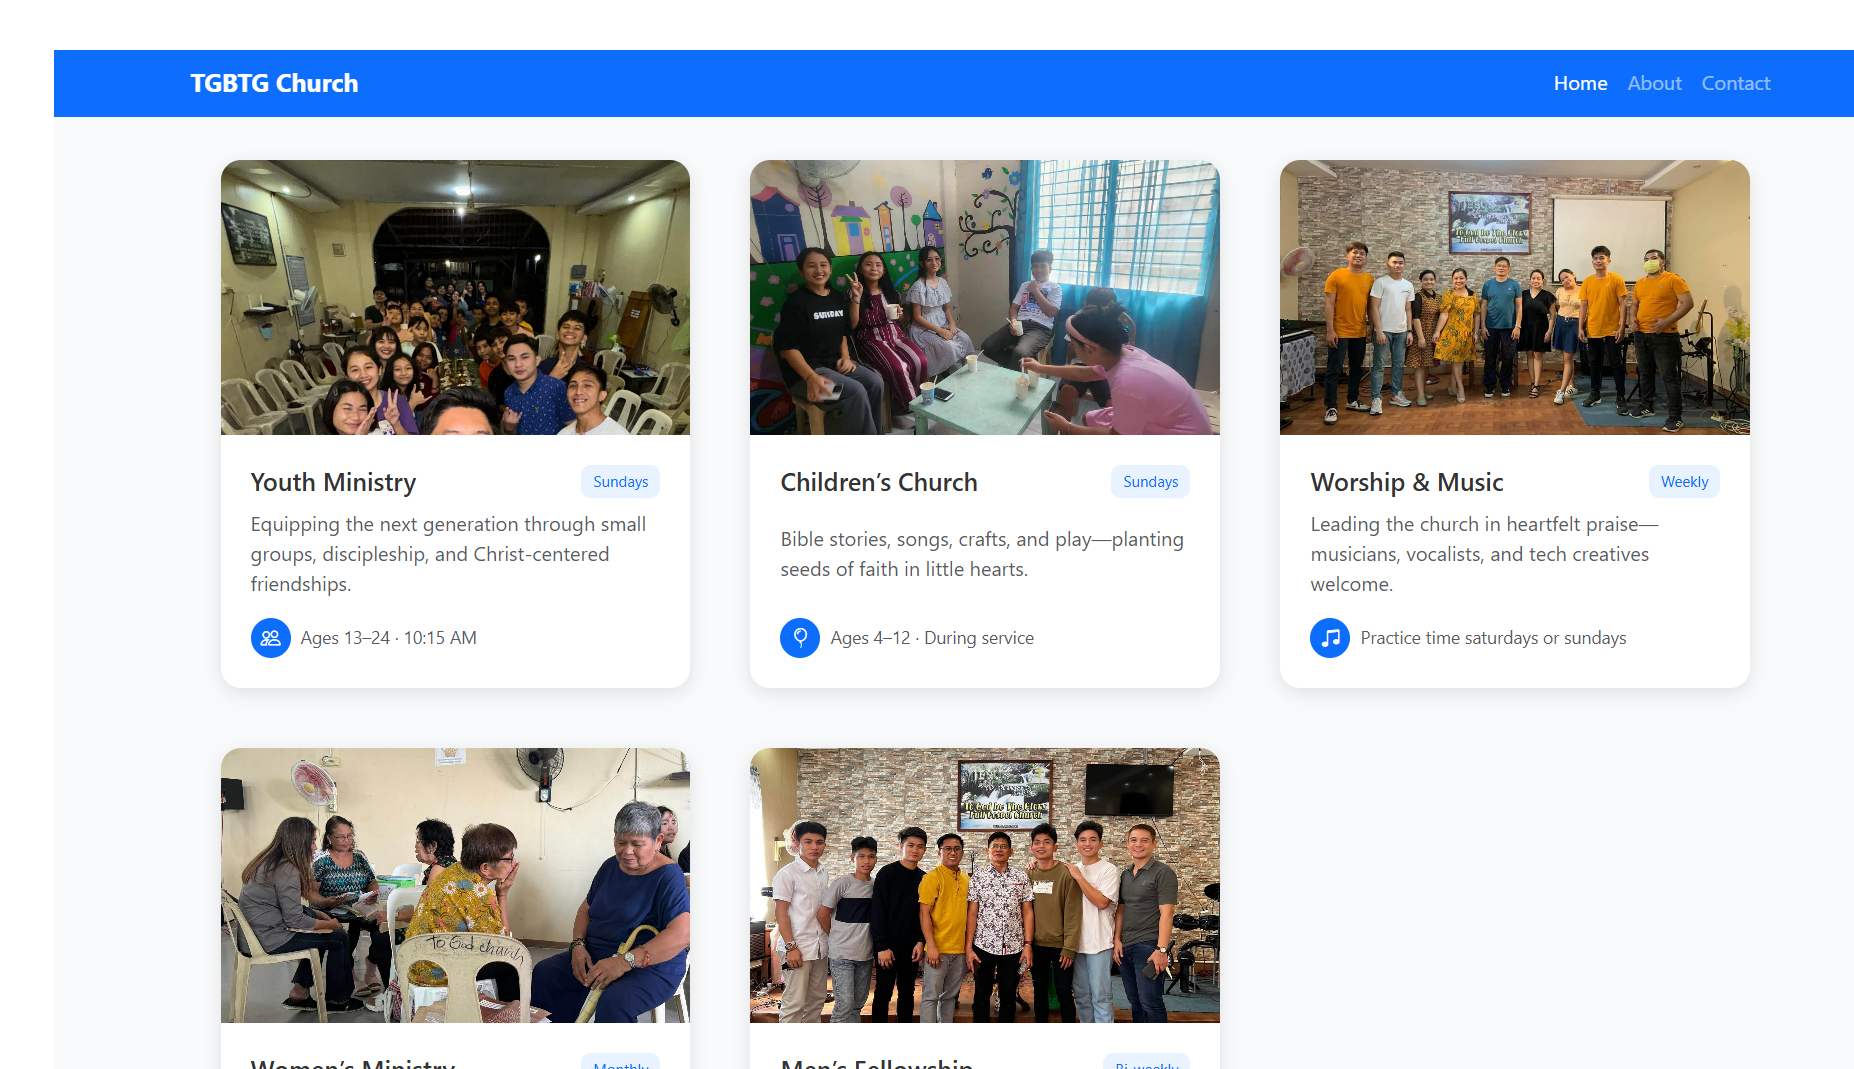 TGBTG Church
Home About Contact
SUNDAY
To God Be The Glory
Full Gospel Church
Youth Ministry
Sundays
Equipping the next generation through small
groups, discipleship, and Christ-centered
friendships.
Ages 13–24 · 10:15 AM
Children’s Church
Sundays
Bible stories, songs, crafts, and play—planting
seeds of faith in little hearts.
Ages 4–12 · During service
Worship & Music
Weekly
Leading the church in heartfelt praise—
musicians, vocalists, and tech creatives
welcome.
Practice time saturdays or sundays
To God church
To God Be The Glory
Full Gospel Church
Women’s Ministry
Monthly
Men’s Fellowship
Bi-weekly